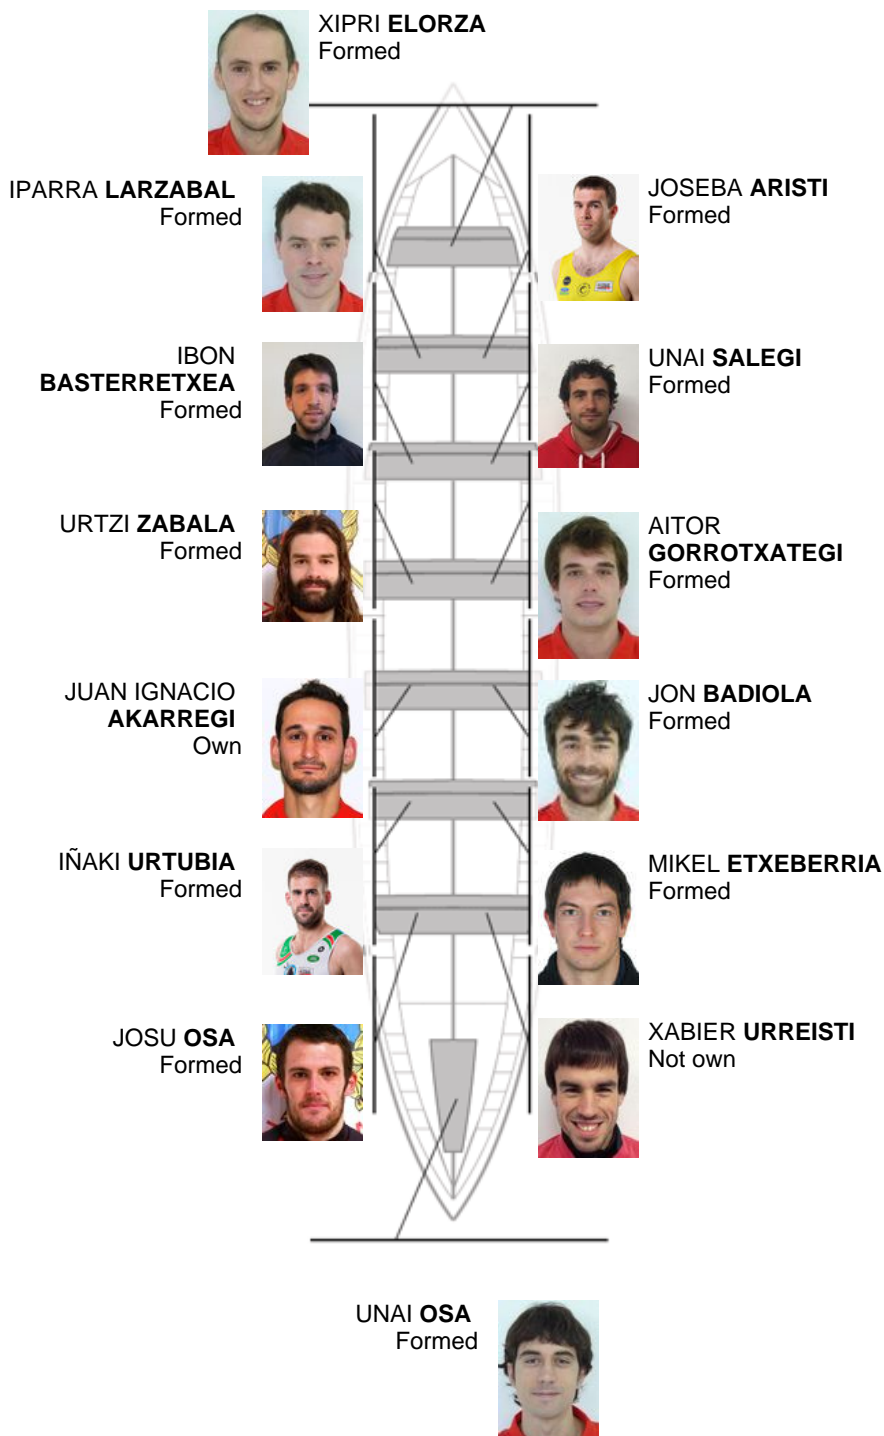 XIPRI ELORZA
Formed
IPARRA LARZABAL
Formed
JOSEBA ARISTI
Formed
IBON
BASTERRETXEA
Formed
UNAI SALEGI
Formed
URTZI ZABALA
Formed
AITOR
GORROTXATEGI
Formed
JUAN IGNACIO
AKARREGI
Own
JON BADIOLA
Formed
IÑAKI URTUBIA
Formed
MIKEL ETXEBERRIA
Formed
JOSU OSA
Formed
XABIER URREISTI
Not own
UNAI OSA
Formed